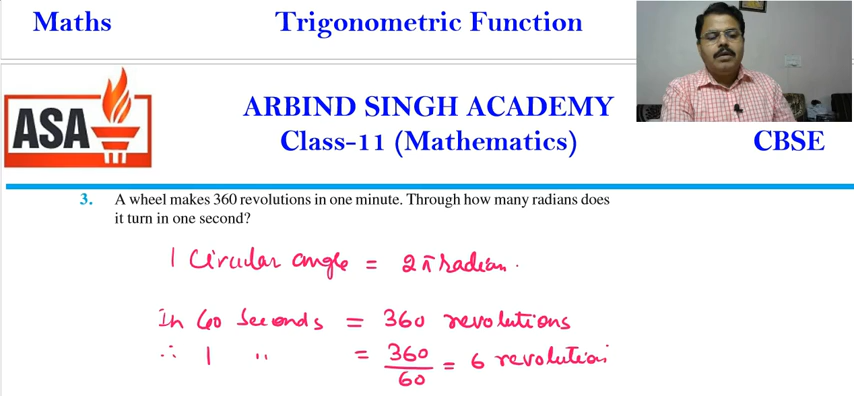 Maths Trigonometric Function
ASA
ARBIND SINGH ACADEMY
Class-11 (Mathematics) CBSE
3. A wheel makes 360 revolutions in one minute. Through how many radians does
it turn in one second?
1 Circular angle = 2π radian.
In 60 Seconds = 360 revolutions
∴ 1 " = 360/60 = 6 revolution